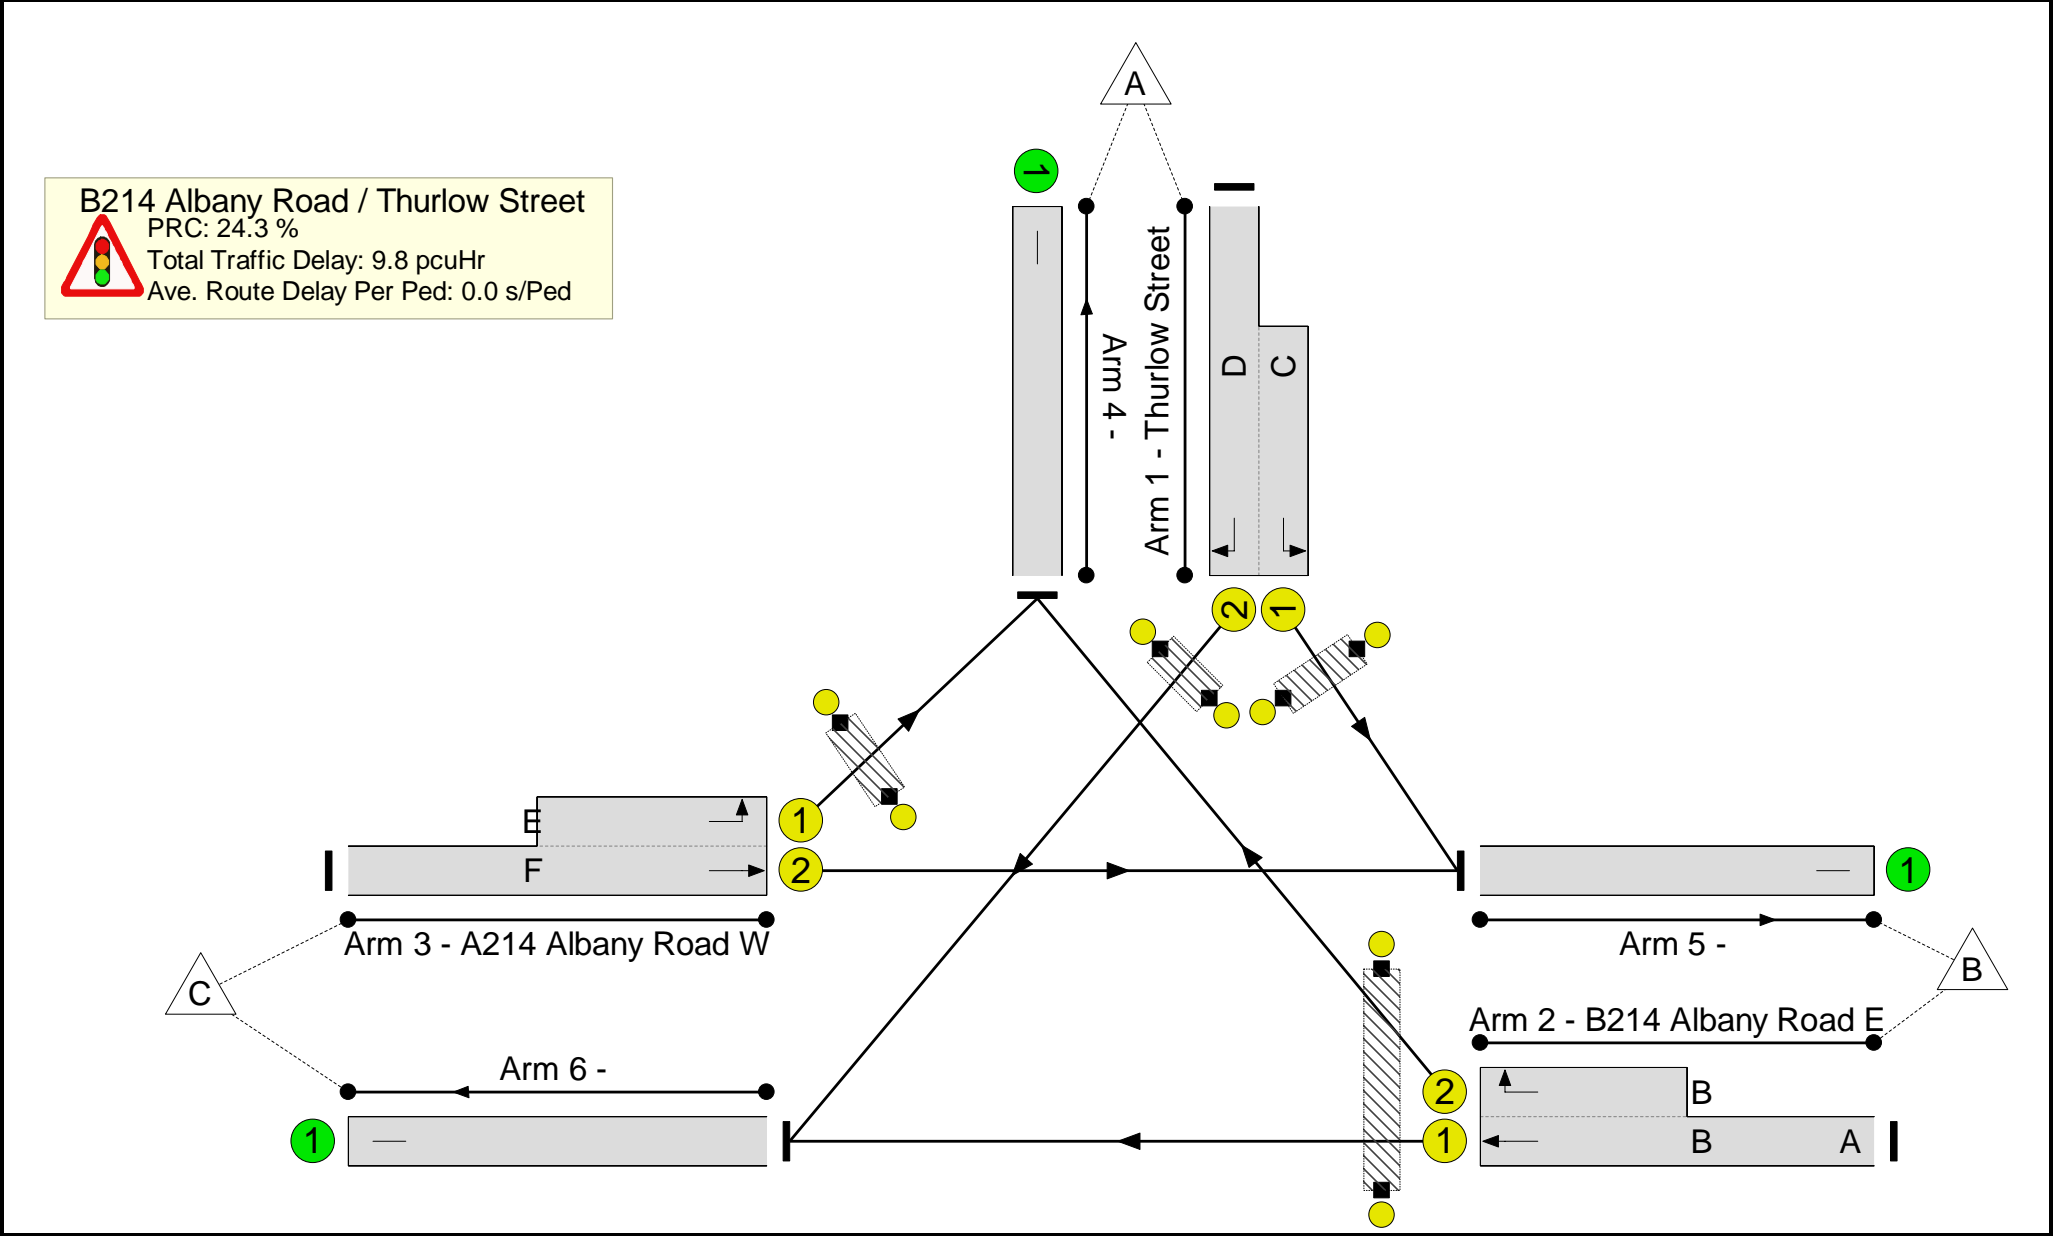 A
1
B214 Albany Road / Thurlow Street
PRC: 24.3 %
Total Traffic Delay: 9.8 pcuHr
Ave. Route Delay Per Ped: 0.0 s/Ped
Arm 4 -
Arm 1 - Thurlow Street
D
C
2
1
E
1
F
2
1
Arm 3 - A214 Albany Road W
Arm 5 -
C
B
Arm 2 - B214 Albany Road E
Arm 6 -
2
B
1
1
B
A